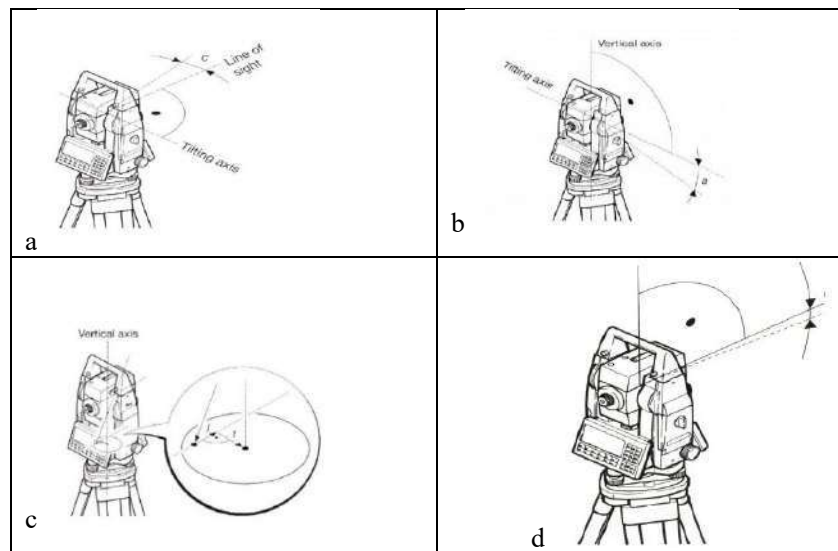 c
Line of
sight
Tilting axis
a
Vertical axis
Tilting axis
a
b
Vertical axis
c
d